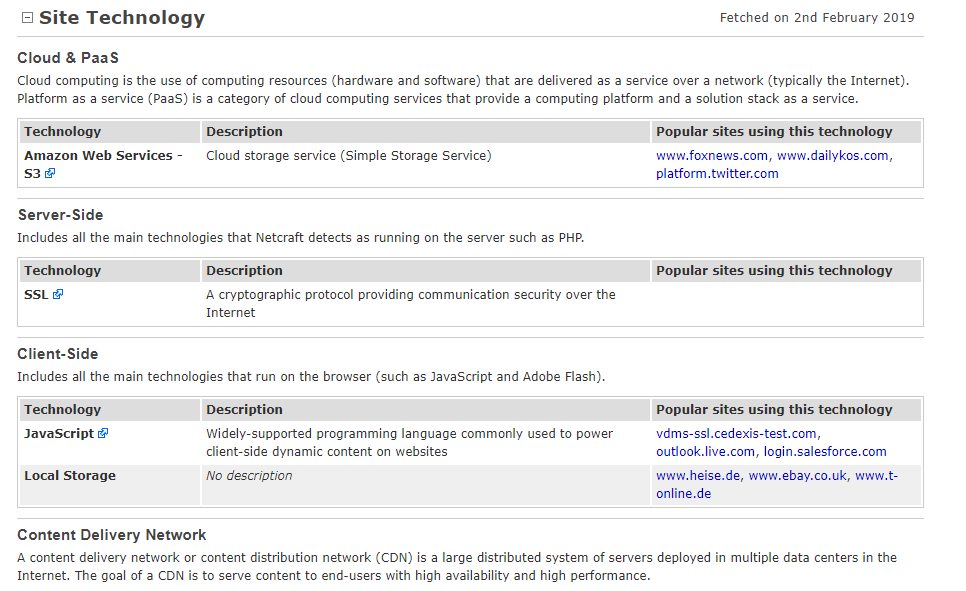 Site Technology
Fetched on 2nd February 2019
Cloud & PaaS
Cloud computing is the use of computing resources (hardware and software) that are delivered as a service over a network (typically the Internet).
Platform as a service (PaaS) is a category of cloud computing services that provide a computing platform and a solution stack as a service.
Technology Description Popular sites using this technology
Amazon Web Services - Cloud storage service (Simple Storage Service) www.foxnews.com, www.dailykos.com,
S3 platform.twitter.com
Server-Side
Includes all the main technologies that Netcraft detects as running on the server such as PHP.
Technology Description Popular sites using this technology
SSL A cryptographic protocol providing communication security over the
Internet
Client-Side
Includes all the main technologies that run on the browser (such as JavaScript and Adobe Flash).
Technology Description Popular sites using this technology
JavaScript Widely-supported programming language commonly used to power vdms-ssl.cedexis-test.com,
client-side dynamic content on websites outlook.live.com, login.salesforce.com
Local Storage No description www.heise.de, www.ebay.co.uk, www.t-
online.de
Content Delivery Network
A content delivery network or content distribution network (CDN) is a large distributed system of servers deployed in multiple data centers in the
Internet. The goal of a CDN is to serve content to end-users with high availability and high performance.